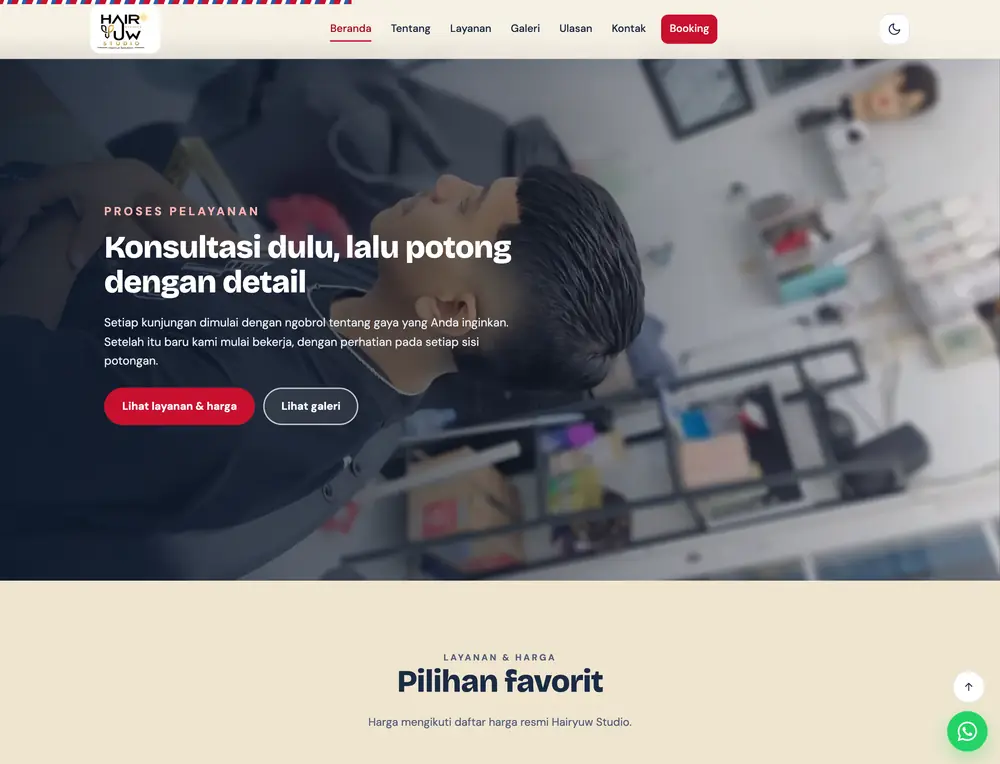 HAIR
yUw
STUDIO
Beranda
Tentang
Layanan
Galeri
Ulasan
Kontak
Booking
PROSES PELAYANAN
Konsultasi dulu, lalu potong
dengan detail
Setiap kunjungan dimulai dengan ngobrol tentang gaya yang Anda inginkan.
Setelah itu baru kami mulai bekerja, dengan perhatian pada setiap sisi
potongan.
Lihat layanan & harga
Lihat galeri
LAYANAN & HARGA
Pilihan favorit
Harga mengikuti daftar harga resmi Hairyuw Studio.